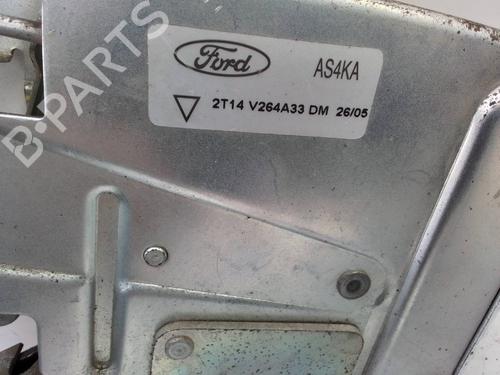 B-PARTS
Ford
AS4KA
2T14 V264A33 DM 26/05